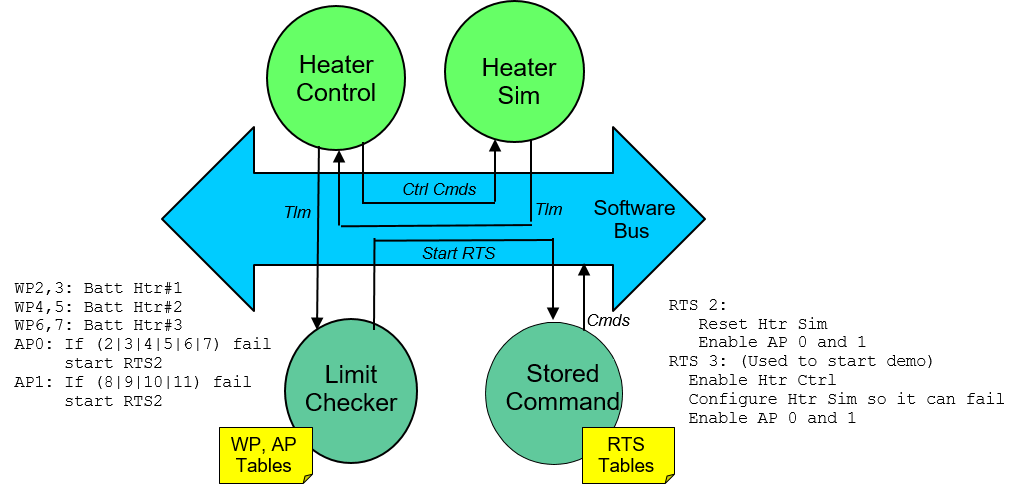 Heater
Control
Heater
Sim
Ctrl Cmds
Tlm
Tlm
Software
Bus
Start RTS
WP2,3: Batt Htr#1
WP4,5: Batt Htr#2
WP6,7: Batt Htr#3
AP0: If (2|3|4|5|6|7) fail
start RTS2
AP1: If (8|9|10|11) fail
start RTS2
Limit
Checker
WP, AP
Tables
Stored
Command
Cmds
RTS
Tables
RTS 2:
Reset Htr Sim
Enable AP 0 and 1
RTS 3: (Used to start demo)
Enable Htr Ctrl
Configure Htr Sim so it can fail
Enable AP 0 and 1